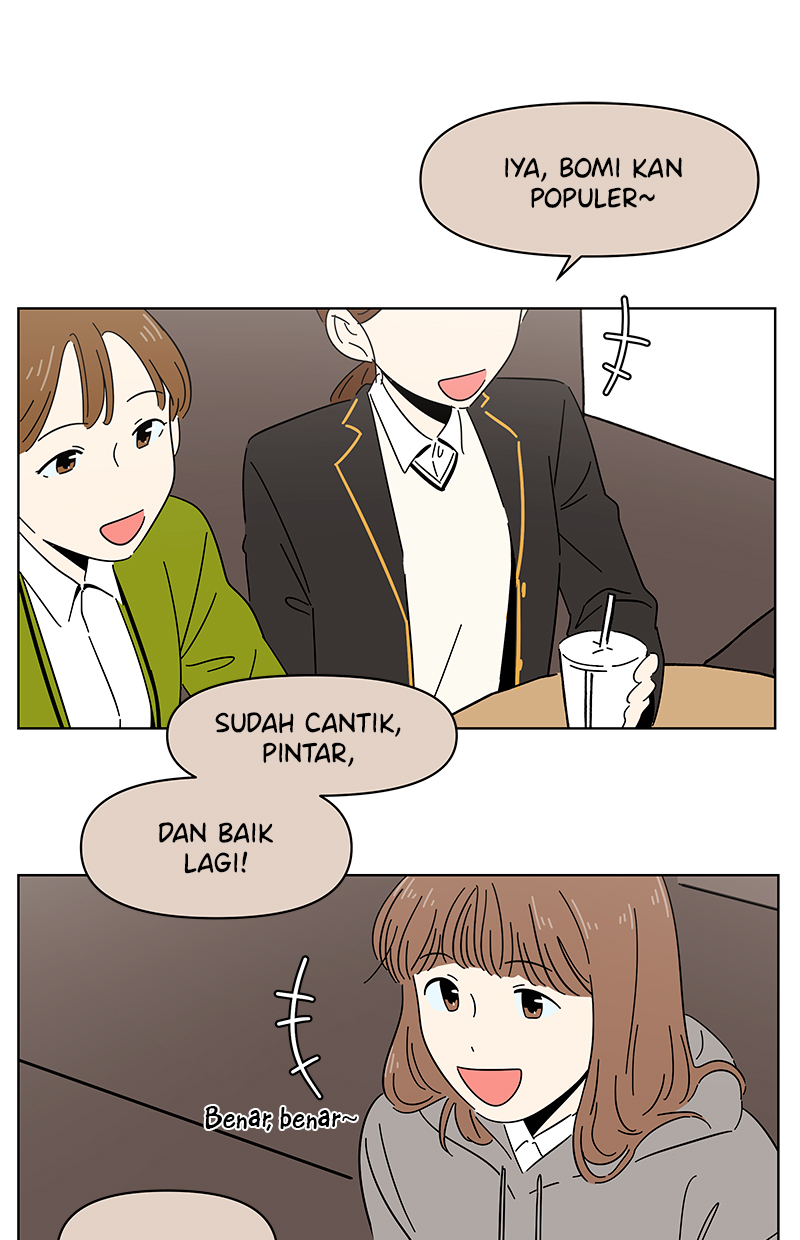 IYA, BOMI KAN
POPULER~
SUDAH CANTIK,
PINTAR,
DAN BAIK
LAGI!
Benar, benar~